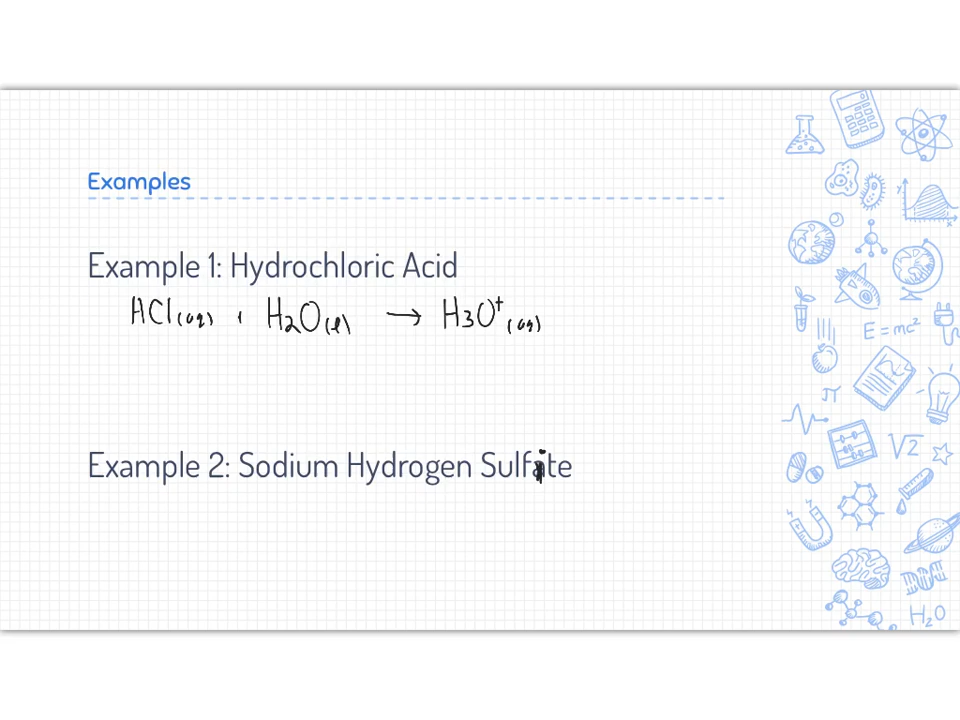 Examples
Example 1: Hydrochloric Acid
HCl(aq) + H2O(l) → H3O⁺(aq)
Example 2: Sodium Hydrogen Sulfite
y
x
E = mc²
π
√2
H₂O